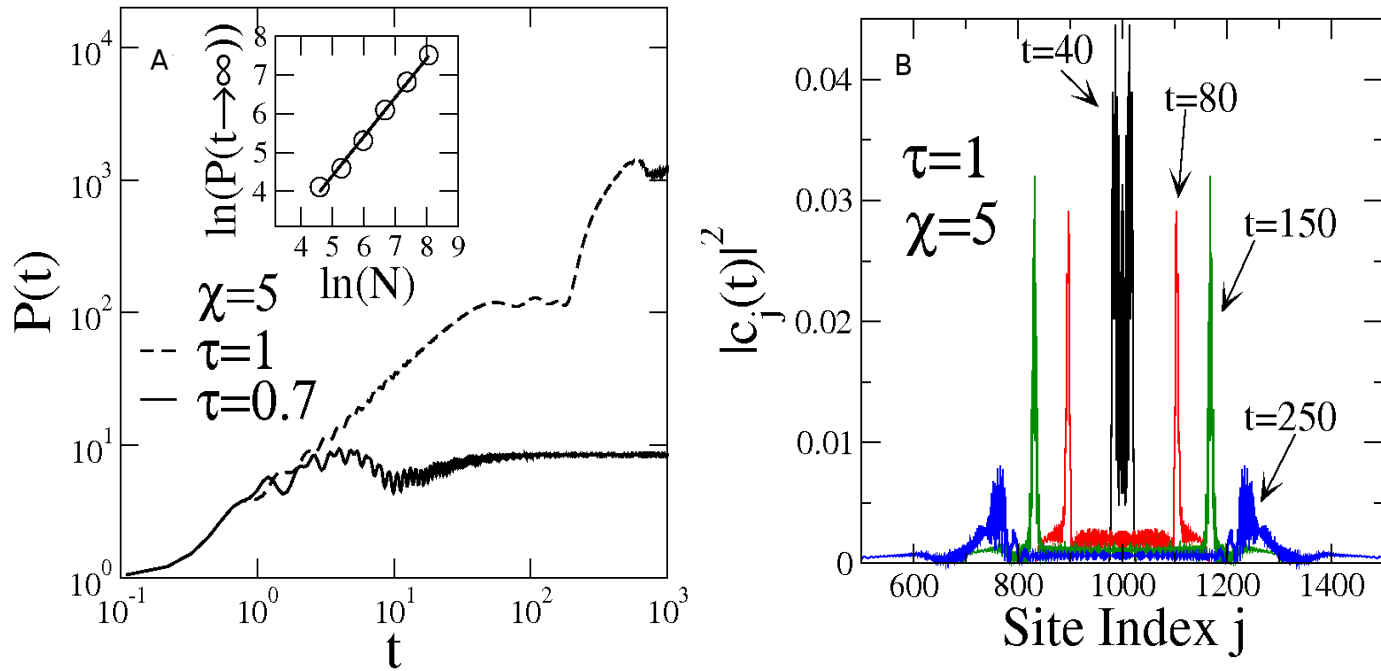 A
10^4
10^3
10^2
10^1
10^0
P(t)
10^-1
10^0
10^1
10^2
10^3
t
8
7
6
5
4
ln(P(t→∞))
4 5 6 7 8 9
ln(N)
χ=5
τ=1
τ=0.7
B
0.04
0.03
0.02
0.01
0
|c_j(t)|^2
t=40
t=80
τ=1
χ=5
t=150
t=250
600 800 1000 1200 1400
Site Index j